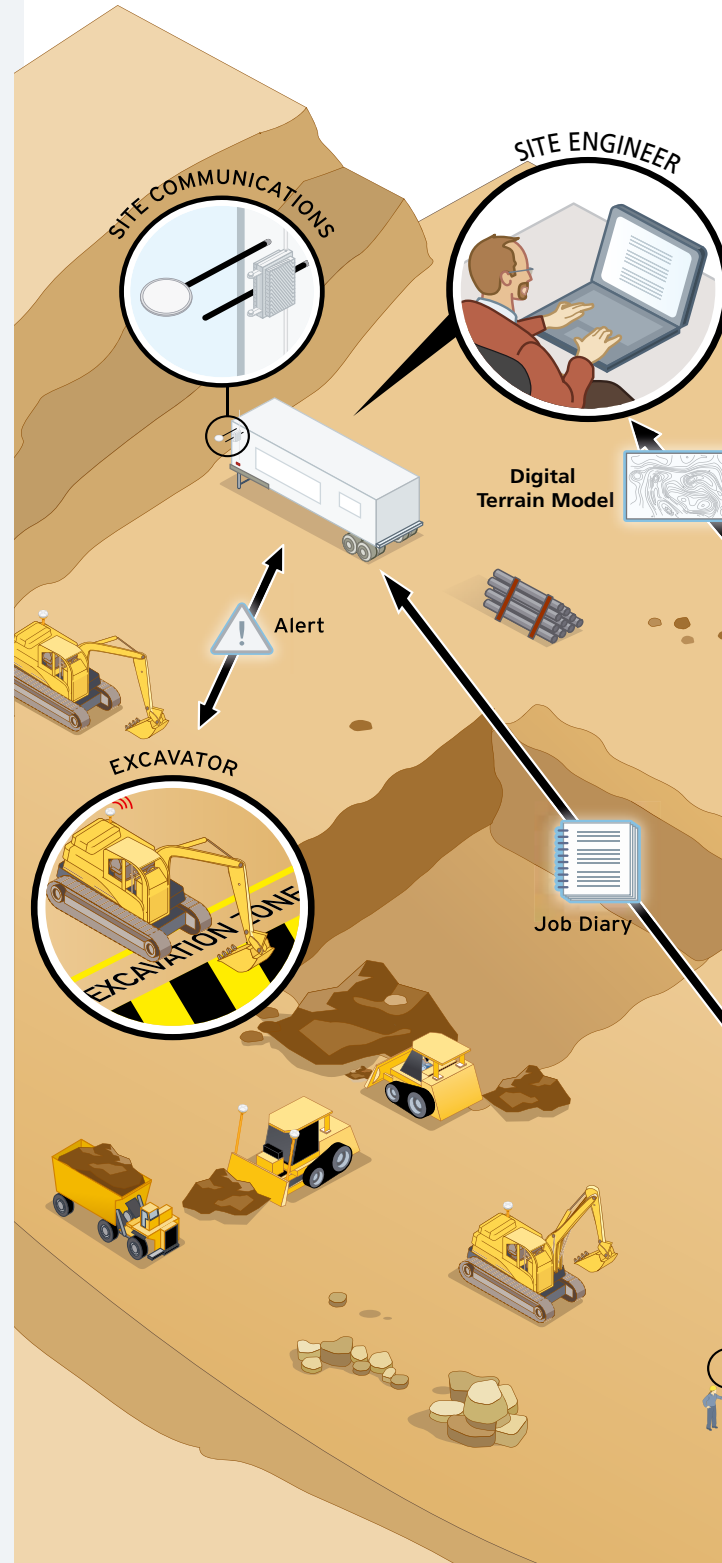 SITE ENGINEER
SITE COMMUNICATIONS
Digital
Terrain Model
Alert
EXCAVATOR
EXCAVATION ZONE
Job Diary